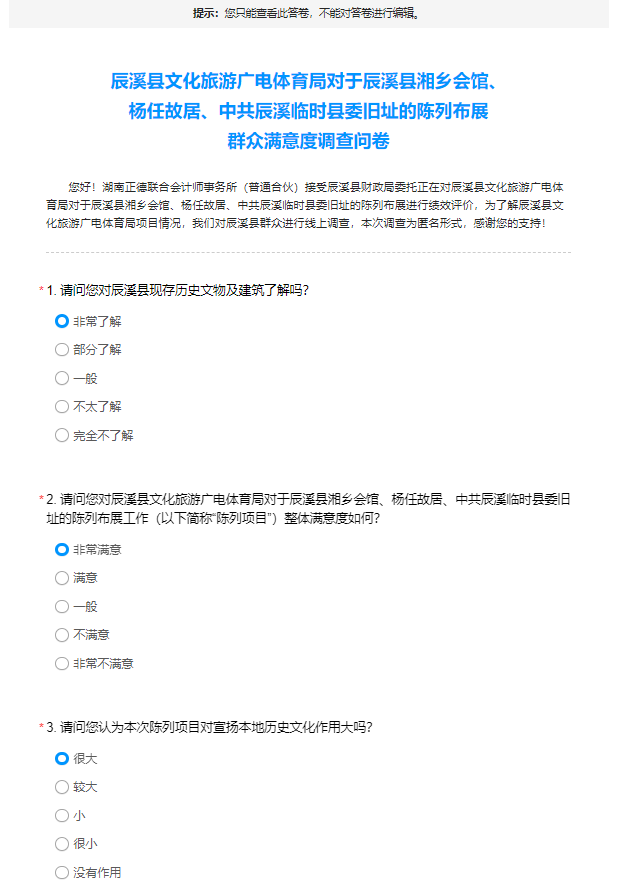 提示：您只能查看此答卷，不能对答卷进行编辑。
辰溪县文化旅游广电体育局对于辰溪县湘乡会馆、
杨任故居、中共辰溪临时县委旧址的陈列布展
群众满意度调查问卷
您好！湖南正德联合会计师事务所（普通合伙）接受辰溪县财政局委托正在对辰溪县文化旅游广电体
育局对于辰溪县湘乡会馆、杨任故居、中共辰溪临时县委旧址的陈列布展进行绩效评价，为了解辰溪县文
化旅游广电体育局项目情况，我们对辰溪县群众进行线上调查，本次调查为匿名形式，感谢您的支持！
* 1. 请问您对辰溪县现存历史文物及建筑了解吗？
非常了解
部分了解
一般
不太了解
完全不了解
* 2. 请问您对辰溪县文化旅游广电体育局对于辰溪县湘乡会馆、杨任故居、中共辰溪临时县委旧
址的陈列布展工作（以下简称“陈列项目”）整体满意度如何？
非常满意
满意
一般
不满意
非常不满意
* 3. 请问您认为本次陈列项目对宣扬本地历史文化作用大吗？
很大
较大
小
很小
没有作用